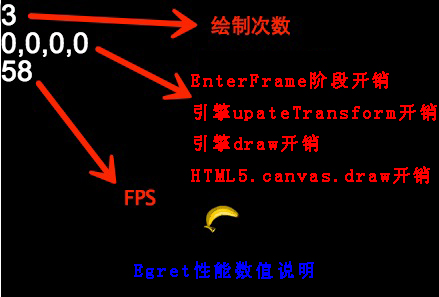 3
绘制次数
0,0,0,0
58
EnterFrame阶段开销
引擎upateTransform开销
引擎draw开销
HTML5.canvas.draw开销
FPS
Egret性能数值说明